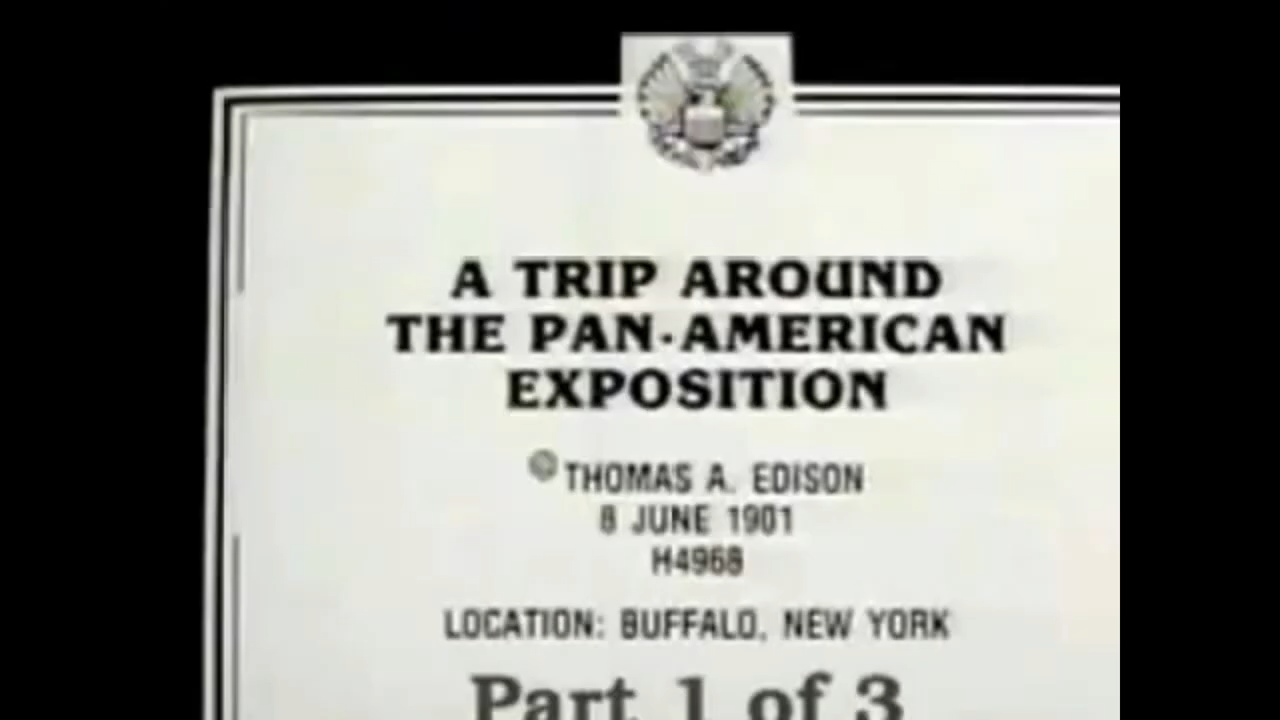 A TRIP AROUND
THE PAN-AMERICAN
EXPOSITION
© THOMAS A. EDISON
8 JUNE 1901
H4968
LOCATION: BUFFALO, NEW YORK
Part 1 of 3